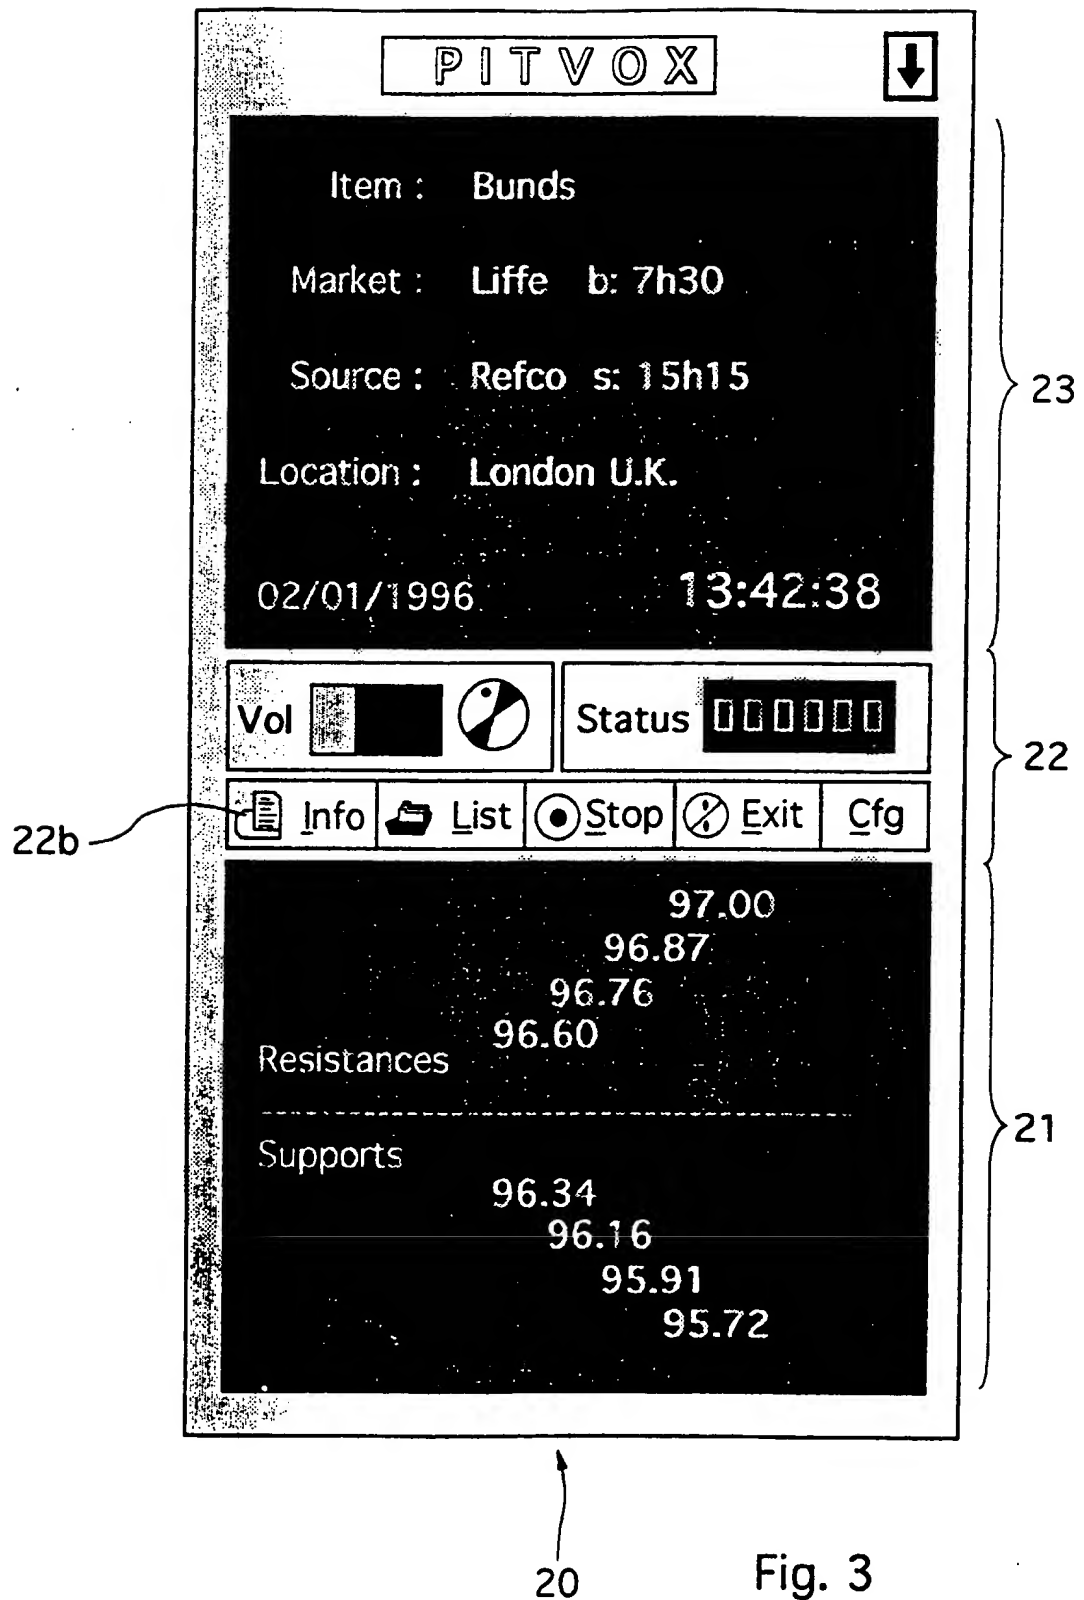 PITVOX
Item : Bunds
Market : Liffe b: 7h30
Source : Refco s: 15h15
Location : London U.K.
02/01/1996 13:42:38
23
Vol Status
22
Info List Stop Exit Cfg
22b
97.00
96.87
96.76
96.60
Resistances
21
Supports
96.34
96.16
95.91
95.72
20
Fig. 3